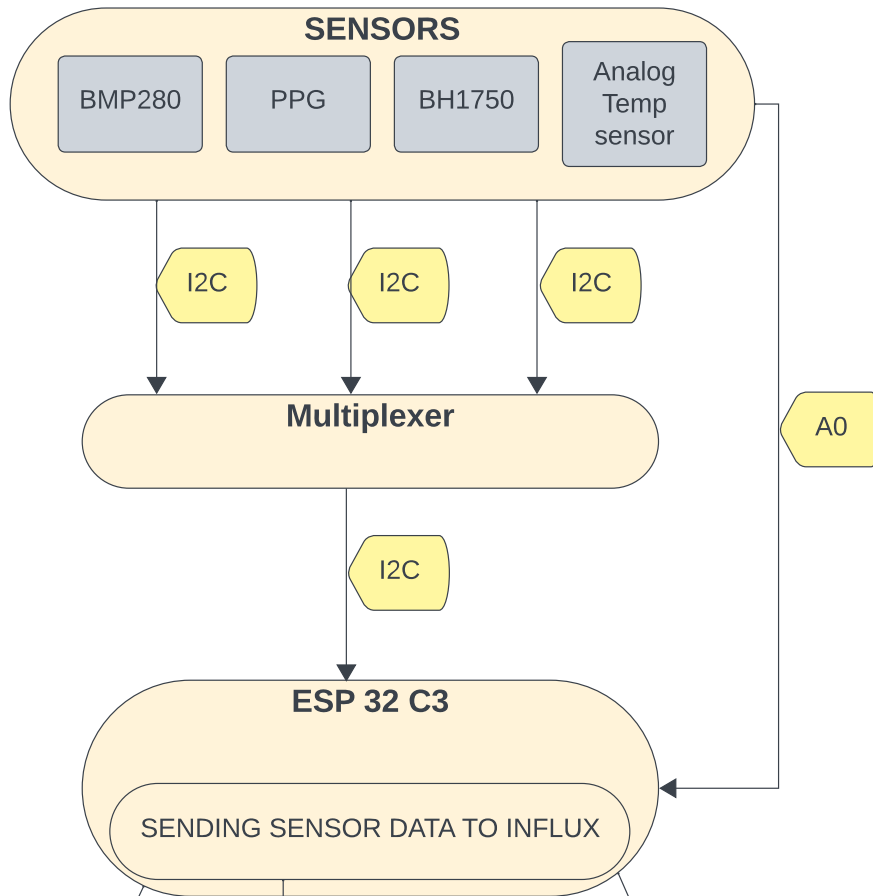 SENSORS
BMP280
PPG
BH1750
Analog
Temp
sensor
I2C
I2C
I2C
Multiplexer
A0
I2C
ESP 32 C3
SENDING SENSOR DATA TO INFLUX